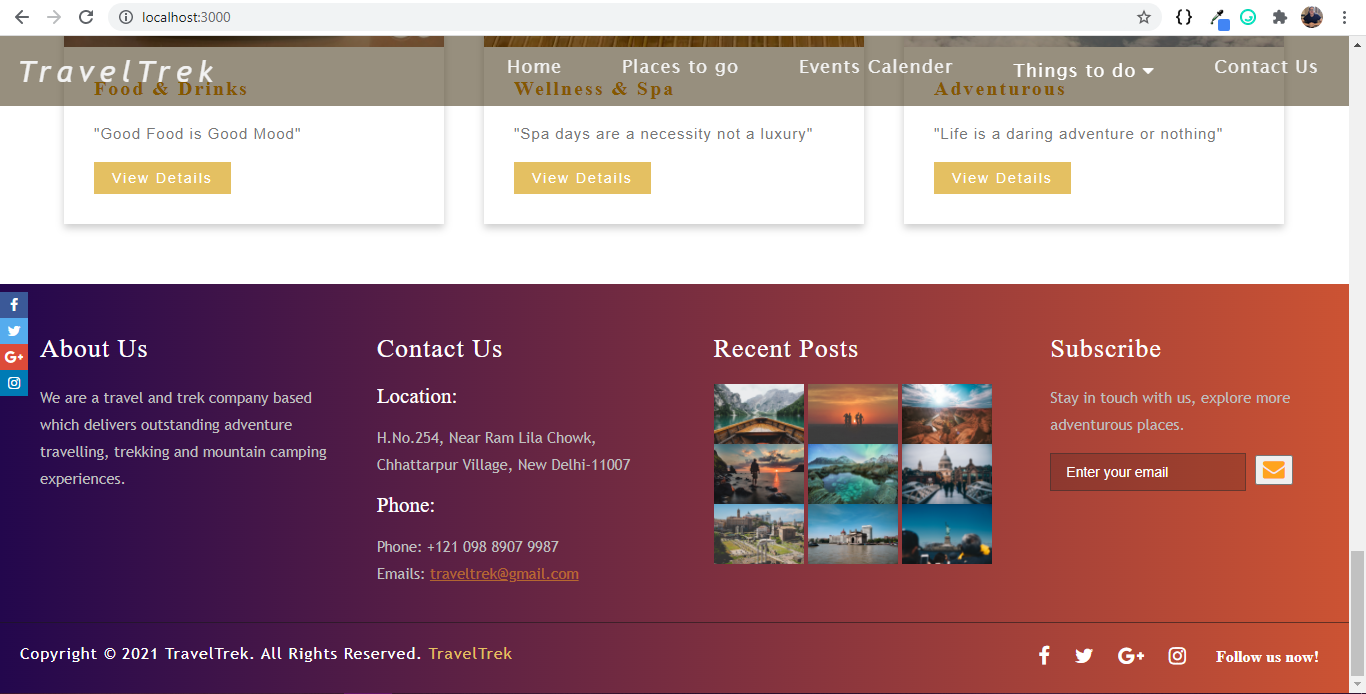 localhost:3000
TravelTrek
Home Places to go Events Calender Things to do Contact Us
Food & Drinks Wellness & Spa Adventurous
"Good Food is Good Mood" "Spa days are a necessity not a luxury" "Life is a daring adventure or nothing"
View Details View Details View Details
About Us
We are a travel and trek company based
which delivers outstanding adventure
travelling, trekking and mountain camping
experiences.
Contact Us
Location:
H.No.254, Near Ram Lila Chowk,
Chhattarpur Village, New Delhi-11007
Phone:
Phone: +121 098 8907 9987
Emails: traveltrek@gmail.com
Recent Posts
Subscribe
Stay in touch with us, explore more
adventurous places.
Enter your email
Copyright © 2021 TravelTrek. All Rights Reserved. TravelTrek
Follow us now!